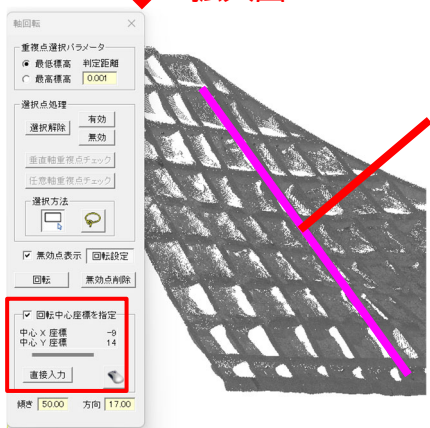 軸回転
重複点選択パラメータ
最低標高 判定距離
最高標高 0.001
選択点処理
選択解除 有効
無効
垂直軸重複点チェック
任意軸重複点チェック
選択方法
無効点表示 回転設定
回転 無効点削除
回転中心座標を指定
中心 X 座標 -9
中心 Y 座標 14
直接入力
傾き 50.00 方向 17.00